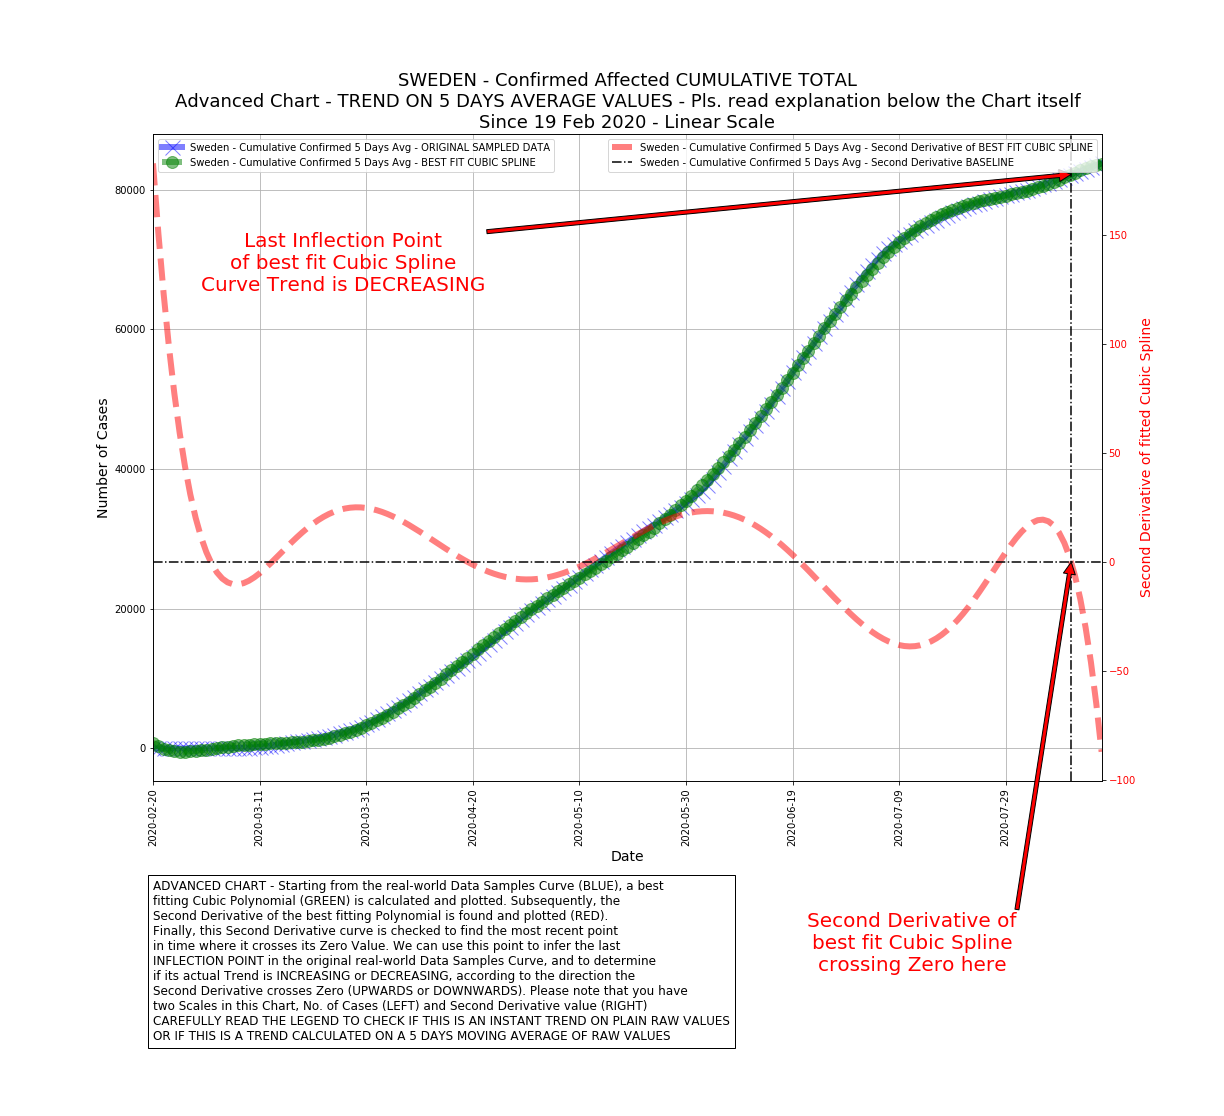 SWEDEN - Confirmed Affected CUMULATIVE TOTAL
Advanced Chart - TREND ON 5 DAYS AVERAGE VALUES - Pls. read explanation below the Chart itself
Since 19 Feb 2020 - Linear Scale
Sweden - Cumulative Confirmed 5 Days Avg - ORIGINAL SAMPLED DATA
Sweden - Cumulative Confirmed 5 Days Avg - BEST FIT CUBIC SPLINE
Sweden - Cumulative Confirmed 5 Days Avg - Second Derivative of BEST FIT CUBIC SPLINE
Sweden - Cumulative Confirmed 5 Days Avg - Second Derivative BASELINE
Last Inflection Point
of best fit Cubic Spline
Curve Trend is DECREASING
Number of Cases
80000
60000
40000
20000
0
150
100
50
0
−50
−100
Second Derivative of fitted Cubic Spline
2020-02-20
2020-03-11
2020-03-31
2020-04-20
2020-05-10
2020-05-30
2020-06-19
2020-07-09
2020-07-29
Date
ADVANCED CHART - Starting from the real-world Data Samples Curve (BLUE), a best
fitting Cubic Polynomial (GREEN) is calculated and plotted. Subsequently, the
Second Derivative of the best fitting Polynomial is found and plotted (RED).
Finally, this Second Derivative curve is checked to find the most recent point
in time where it crosses its Zero Value. We can use this point to infer the last
INFLECTION POINT in the original real-world Data Samples Curve, and to determine
if its actual Trend is INCREASING or DECREASING, according to the direction the
Second Derivative crosses Zero (UPWARDS or DOWNWARDS). Please note that you have
two Scales in this Chart, No. of Cases (LEFT) and Second Derivative value (RIGHT)
CAREFULLY READ THE LEGEND TO CHECK IF THIS IS AN INSTANT TREND ON PLAIN RAW VALUES
OR IF THIS IS A TREND CALCULATED ON A 5 DAYS MOVING AVERAGE OF RAW VALUES
Second Derivative of
best fit Cubic Spline
crossing Zero here